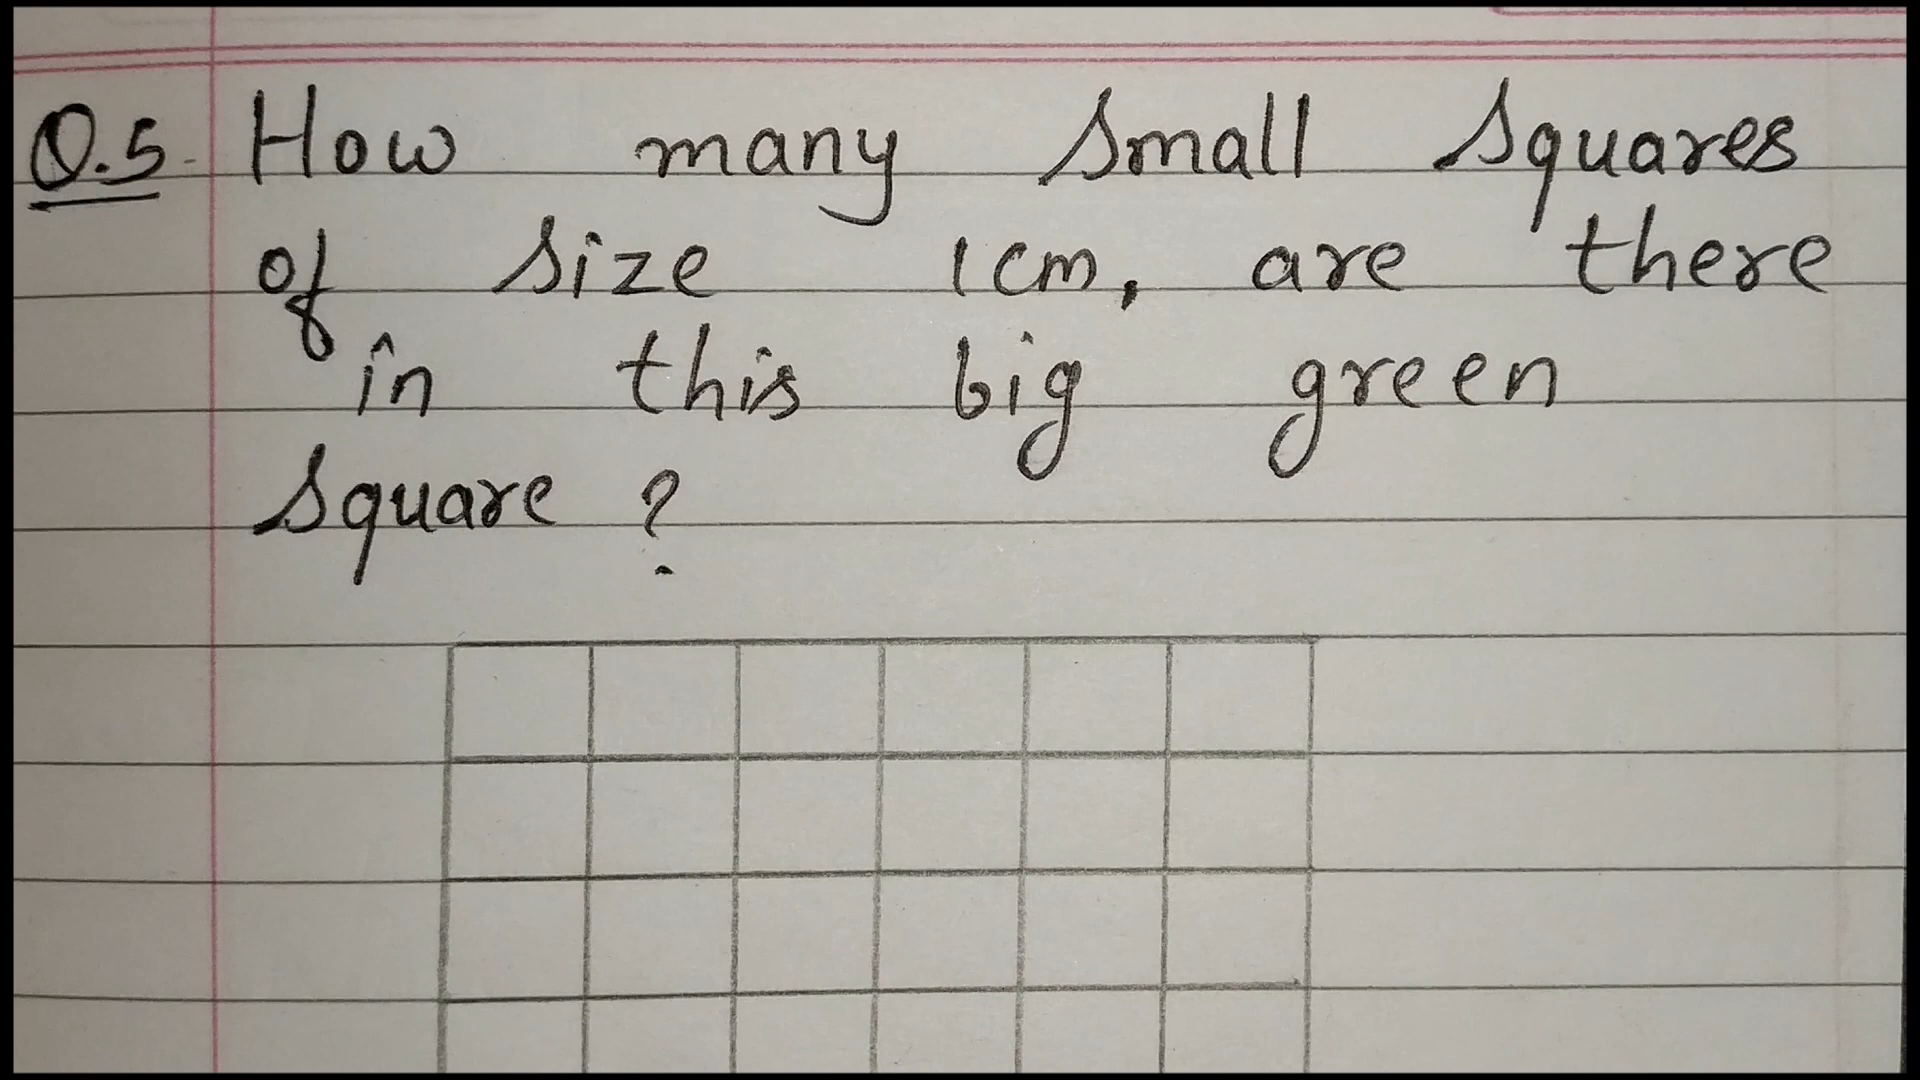 Q.5 How many small squares
of size 1cm, are there
in this big green
square ?